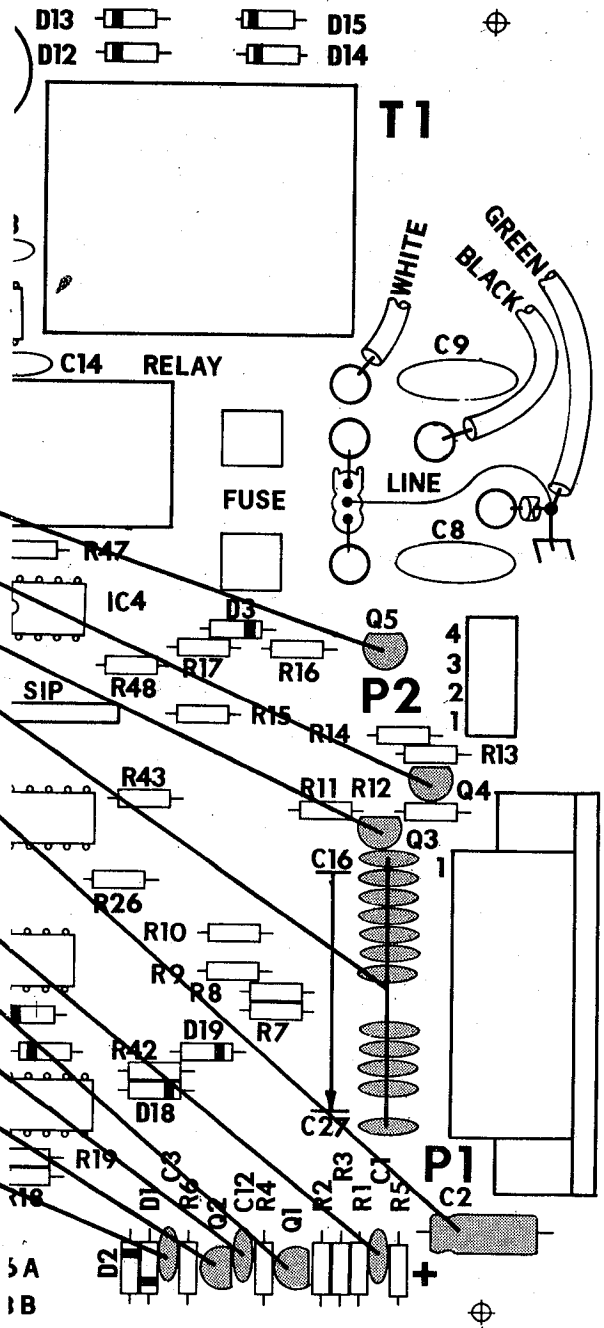 D13 D15
D12 D14
T1
WHITE
GREEN
BLACK
C14 RELAY
C9
LINE
FUSE
C8
R47
IC4
D3
Q5
R17
R16
4
R48
3
SIP
P2
2
R15
1
R14
R13
R43
R11 R12
Q4
Q3
C16
1
R26
R10
R9
R8
R7
D19
R42
D18
C27
R19
R18
D1
C3
R6
Q2
C12
R4
Q1
R2
R3
R1
C1
R5
P1
C2
D2
+
A
B